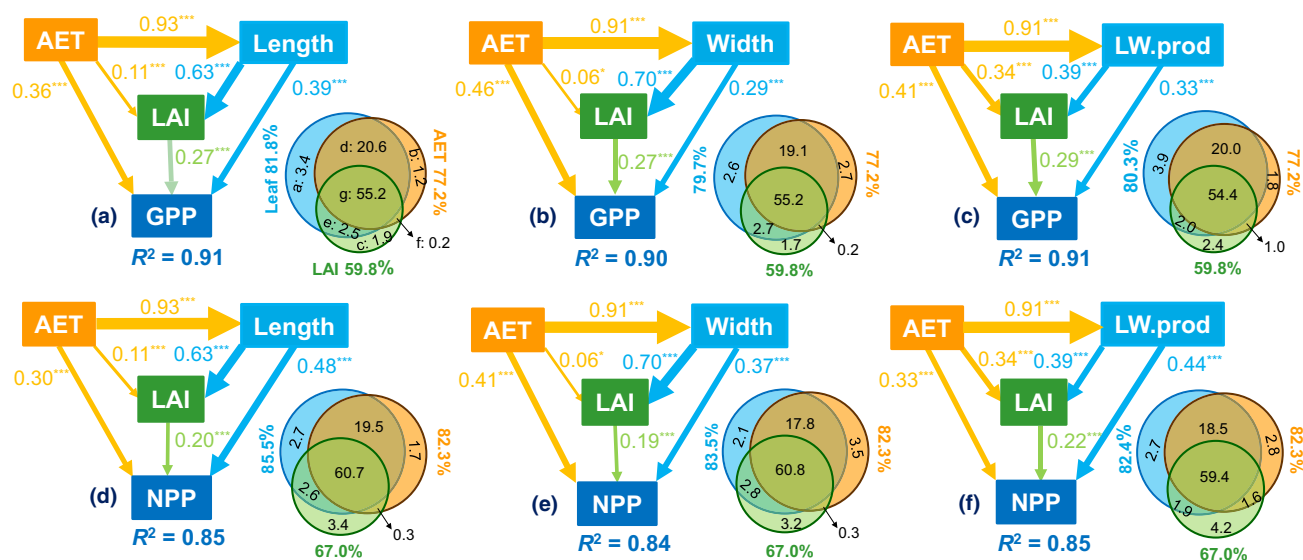 0.93***
AET
Length
0.11***
0.63***
0.36***
0.39***
LAI
0.27***
(a)
GPP
R² = 0.91
Leaf 81.8%
AET 77.2%
a: 3.4
d: 20.6
b: 1.2
g: 55.2
e: 2.5
c: 1.9
f: 0.2
LAI 59.8%
0.91***
AET
Width
0.06*
0.70***
0.46***
0.29***
LAI
0.27***
(b)
GPP
R² = 0.90
79.7%
77.2%
2.6
19.1
2.7
55.2
2.7
1.7
0.2
59.8%
0.91***
AET
LW.prod
0.34***
0.39***
0.41***
0.33***
LAI
0.29***
(c)
GPP
R² = 0.91
80.3%
77.2%
3.9
20.0
1.8
54.4
2.0
2.4
1.0
59.8%
0.93***
AET
Length
0.11***
0.63***
0.30***
0.48***
LAI
0.20***
(d)
NPP
R² = 0.85
85.5%
82.3%
2.7
19.5
1.7
60.7
2.6
3.4
0.3
67.0%
0.91***
AET
Width
0.06*
0.70***
0.41***
0.37***
LAI
0.19***
(e)
NPP
R² = 0.84
83.5%
82.3%
2.1
17.8
3.5
60.8
2.8
3.2
0.3
67.0%
0.91***
AET
LW.prod
0.34***
0.39***
0.33***
0.44***
LAI
0.22***
(f)
NPP
R² = 0.85
82.4%
82.3%
2.7
18.5
2.8
59.4
1.9
1.6
4.2
67.0%